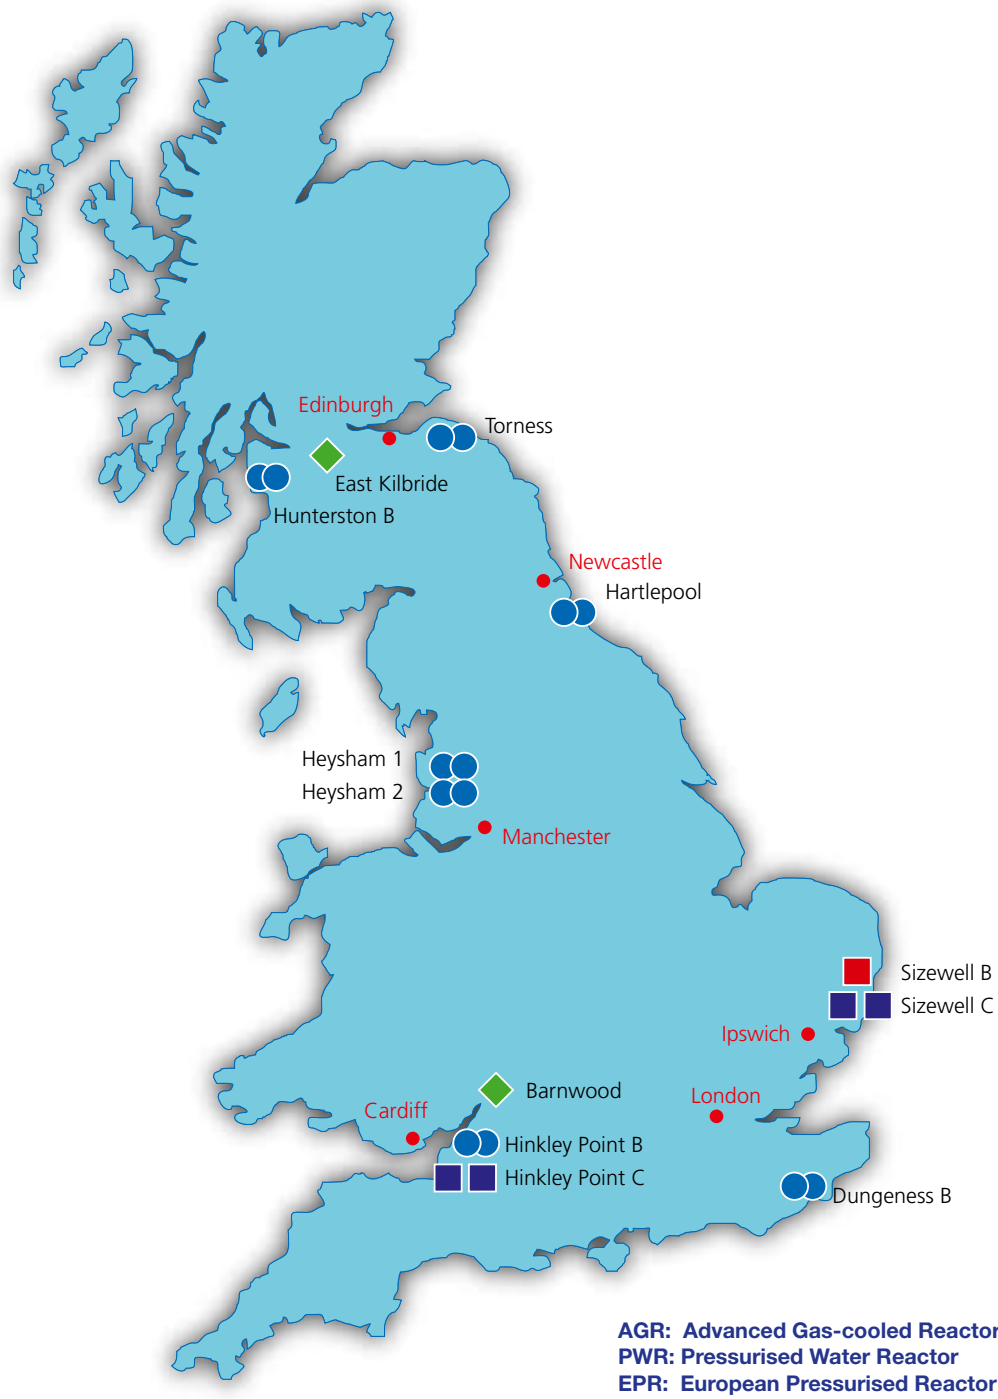 Edinburgh
Torness
East Kilbride
Hunterston B
Newcastle
Hartlepool
Heysham 1
Heysham 2
Manchester
Sizewell B
Sizewell C
Ipswich
Barnwood
London
Cardiff
Hinkley Point B
Hinkley Point C
Dungeness B
AGR: Advanced Gas-cooled Reactor
PWR: Pressurised Water Reactor
EPR: European Pressurised Reactor